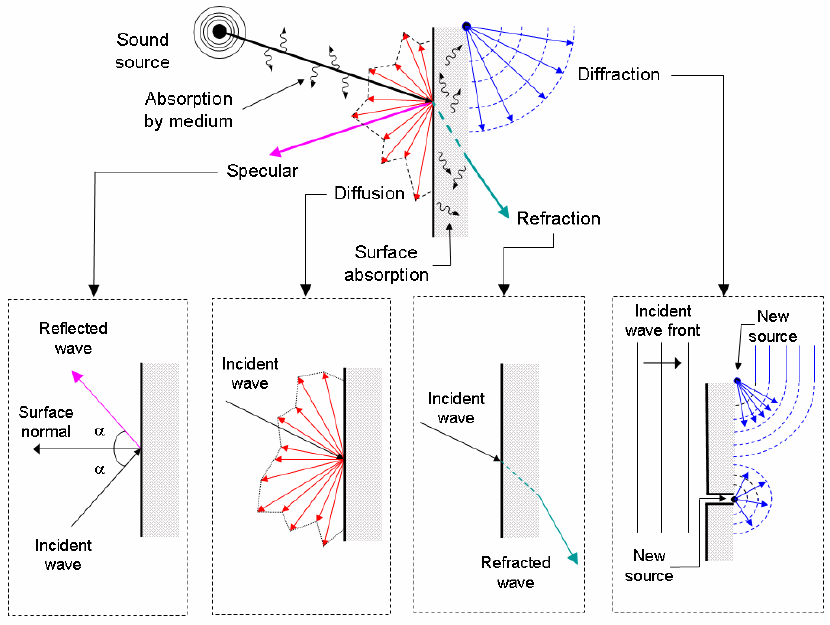 Sound
source
Absorption
by medium
Diffraction
Specular
Diffusion
Refraction
Surface
absorption
Reflected
wave
Surface
normal
α
α
Incident
wave
Incident
wave
Incident
wave
Refracted
wave
Incident
wave front
New
source
New
source